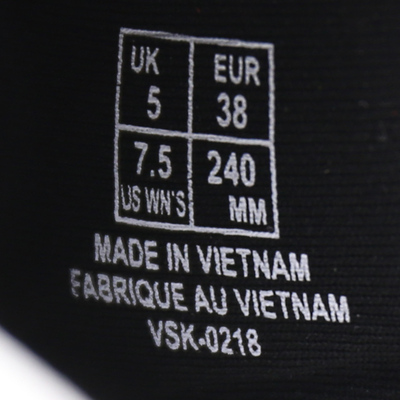 UK EUR
5 38
7.5 240
US WN'S MM
MADE IN VIETNAM
FABRIQUE AU VIETNAM
VSK-0218